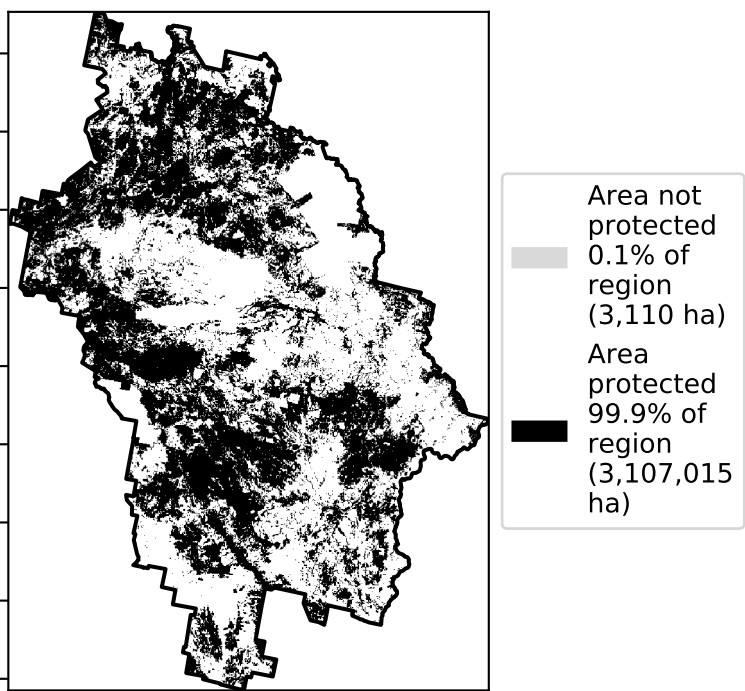 Area not
protected
0.1% of
region
(3,110 ha)
Area
protected
99.9% of
region
(3,107,015
ha)